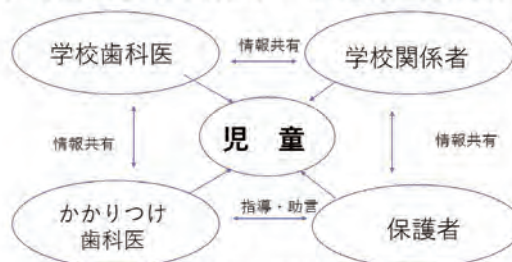 学校歯科医
情報共有
学校関係者
児 童
情報共有
情報共有
かかりつけ
歯科医
指導・助言
保護者